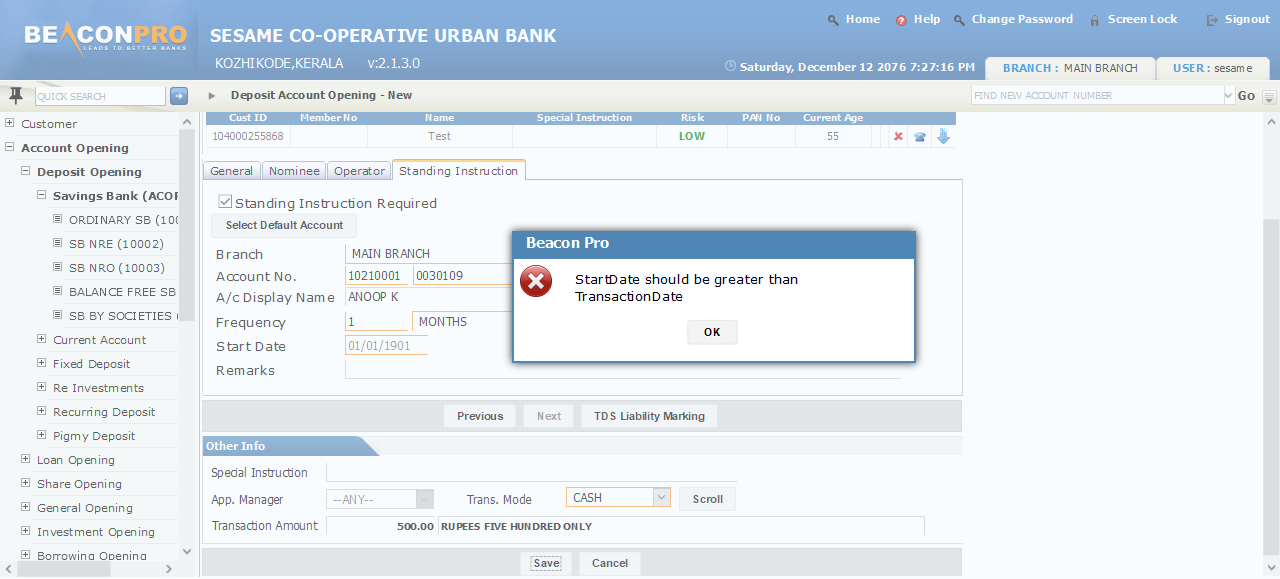 BEACONPRO
LEADS TO BETTER BANKS
SESAME CO-OPERATIVE URBAN BANK
KOZHIKODE,KERALA v:2.1.3.0
Home Help Change Password Screen Lock Signout
Saturday, December 12 2076 7:27:16 PM BRANCH : MAIN BRANCH USER : sesame
QUICK SEARCH Deposit Account Opening - New FIND NEW ACCOUNT NUMBER Go
Customer
Account Opening
Deposit Opening
Savings Bank (ACOP
ORDINARY SB (100
SB NRE (10002)
SB NRO (10003)
BALANCE FREE SB
SB BY SOCIETIES (
Current Account
Fixed Deposit
Re Investments
Recurring Deposit
Pigmy Deposit
Loan Opening
Share Opening
General Opening
Investment Opening
Borrowing Opening
Cust ID Member No Name Special Instruction Risk PAN No Current Age
104000255868 Test LOW 55
General Nominee Operator Standing Instruction
Standing Instruction Required
Select Default Account
Branch MAIN BRANCH
Account No. 10210001 0030109
A/c Display Name ANOOP K
Frequency 1 MONTHS
Start Date 01/01/1901
Remarks
Beacon Pro
StartDate should be greater than
TransactionDate
OK
Previous Next TDS Liability Marking
Other Info
Special Instruction
App. Manager --ANY-- Trans. Mode CASH Scroll
Transaction Amount 500.00 RUPEES FIVE HUNDRED ONLY
Save Cancel